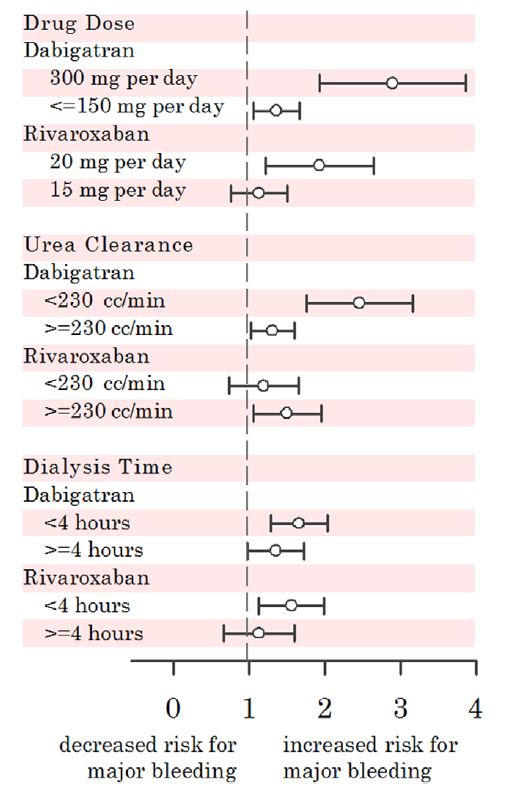 Drug Dose
Dabigatran
300 mg per day
<=150 mg per day
Rivaroxaban
20 mg per day
15 mg per day
Urea Clearance
Dabigatran
<230 cc/min
>=230 cc/min
Rivaroxaban
<230 cc/min
>=230 cc/min
Dialysis Time
Dabigatran
<4 hours
>=4 hours
Rivaroxaban
<4 hours
>=4 hours
0 1 2 3 4
decreased risk for increased risk for
major bleeding major bleeding